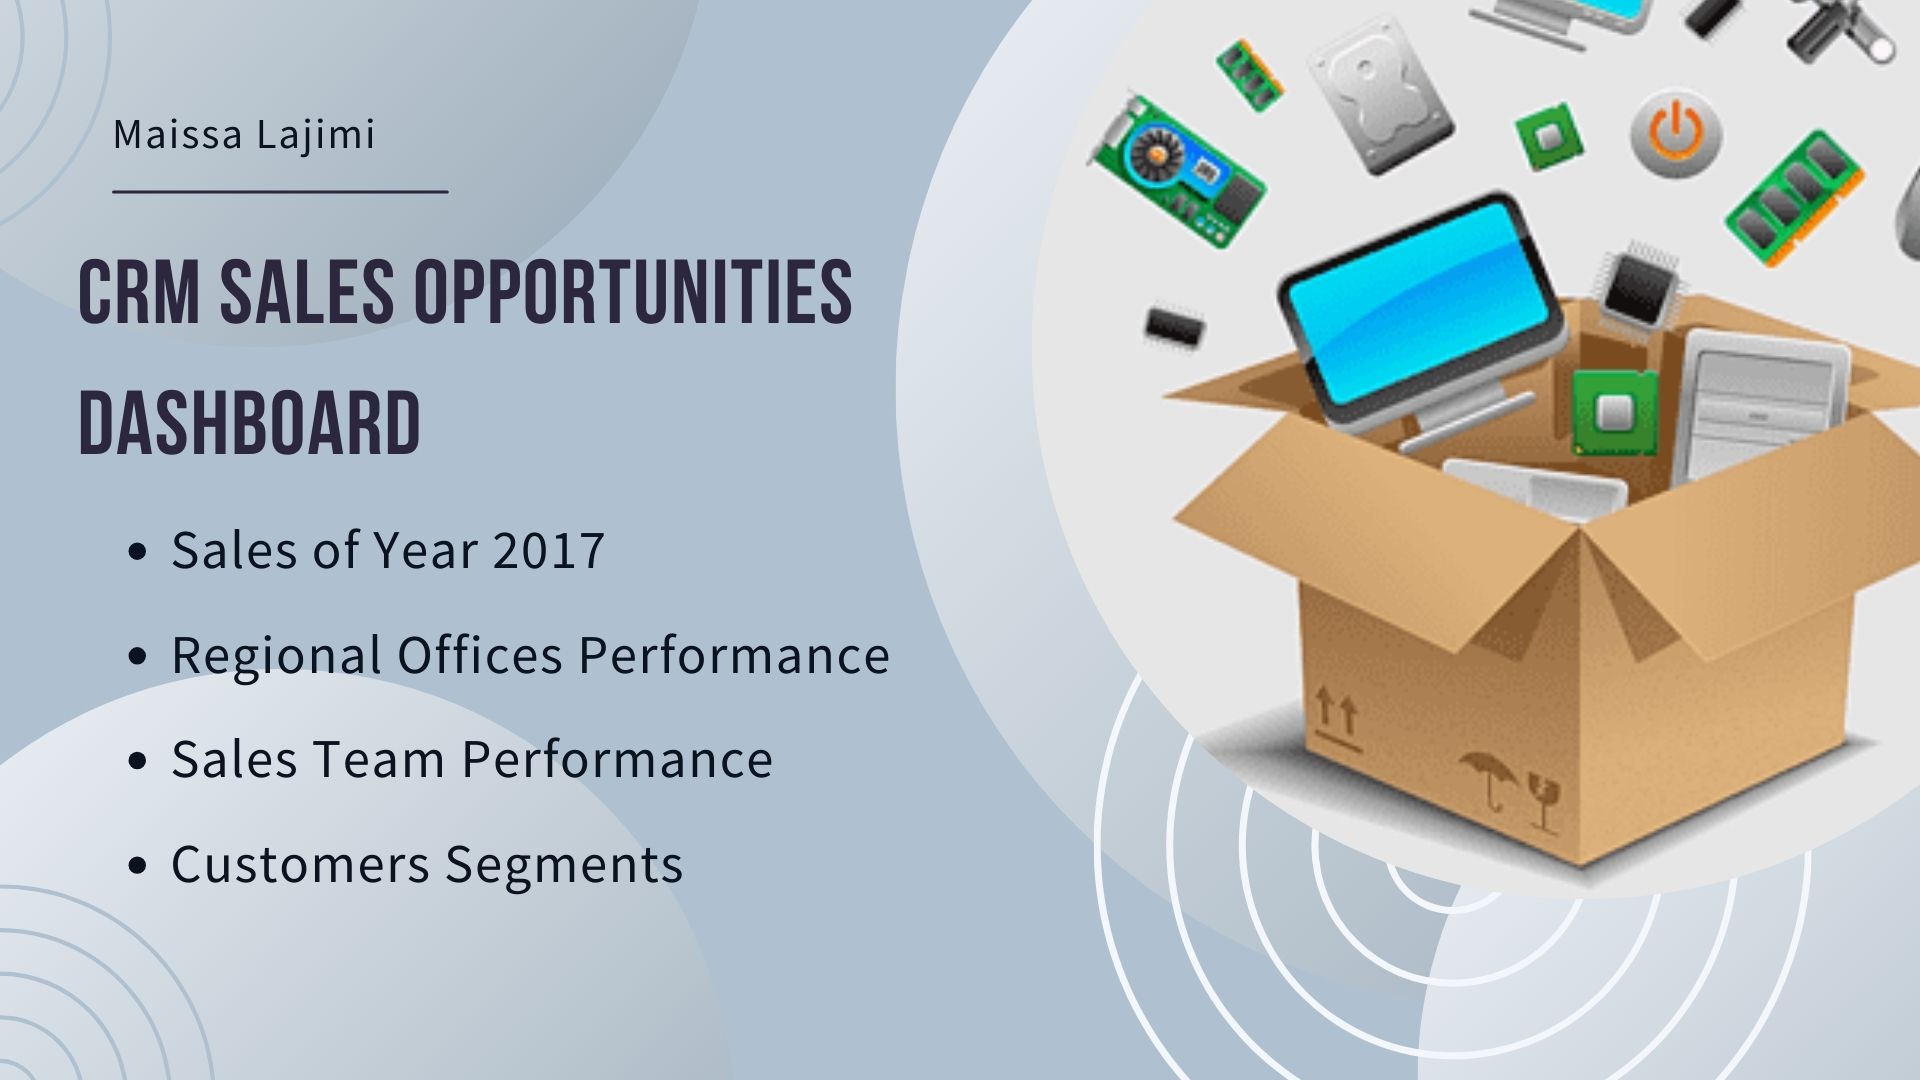 Maissa Lajimi
CRM SALES OPPORTUNITIES
DASHBOARD
• Sales of Year 2017
• Regional Offices Performance
• Sales Team Performance
• Customers Segments